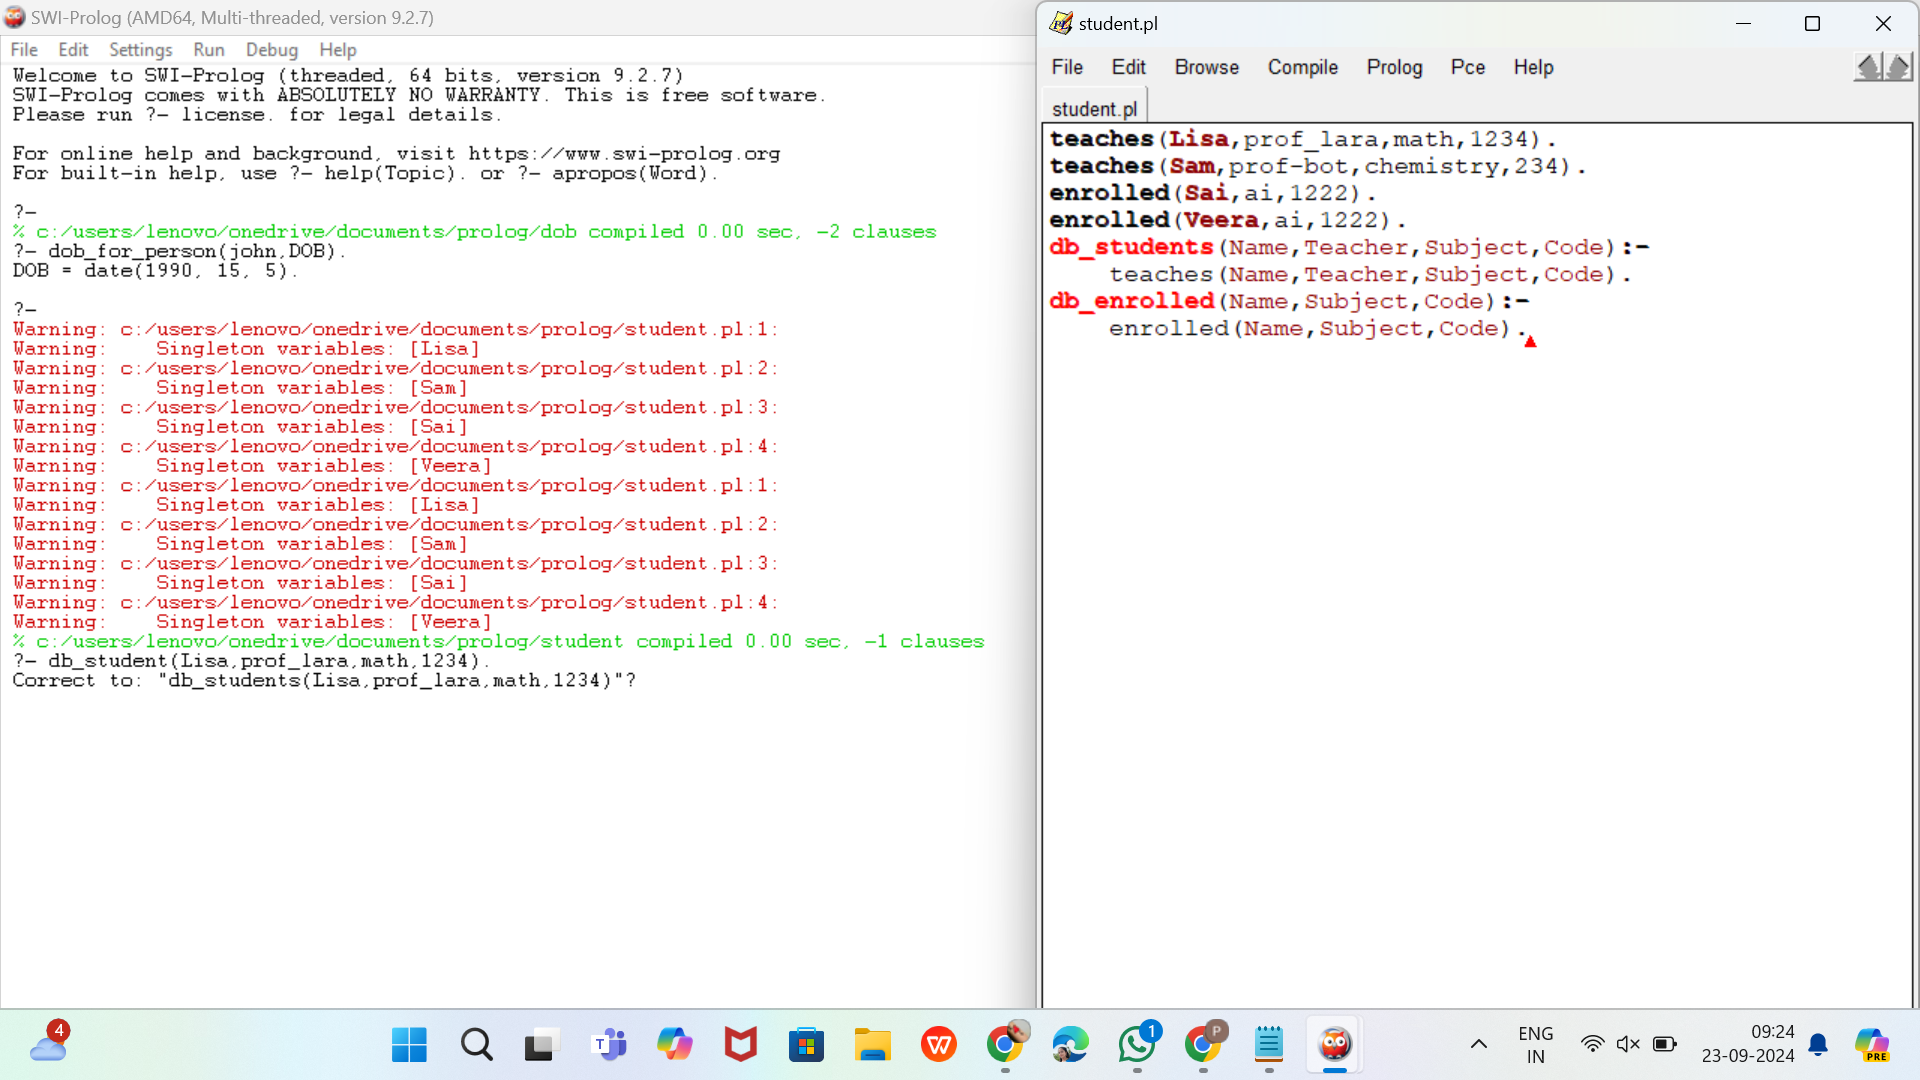 SWI-Prolog (AMD64, Multi-threaded, version 9.2.7)
File Edit Settings Run Debug Help
Welcome to SWI-Prolog (threaded, 64 bits, version 9.2.7)
SWI-Prolog comes with ABSOLUTELY NO WARRANTY. This is free software.
Please run ?- license. for legal details.
For online help and background, visit https://www.swi-prolog.org
For built-in help, use ?- help(Topic). or ?- apropos(Word).
?-
% c:/users/lenovo/onedrive/documents/prolog/dob compiled 0.00 sec, -2 clauses
?- dob_for_person(john,DOB).
DOB = date(1990, 15, 5).
?-
Warning: c:/users/lenovo/onedrive/documents/prolog/student.pl:1:
Warning:    Singleton variables: [Lisa]
Warning: c:/users/lenovo/onedrive/documents/prolog/student.pl:2:
Warning:    Singleton variables: [Sam]
Warning: c:/users/lenovo/onedrive/documents/prolog/student.pl:3:
Warning:    Singleton variables: [Sai]
Warning: c:/users/lenovo/onedrive/documents/prolog/student.pl:4:
Warning:    Singleton variables: [Veera]
Warning: c:/users/lenovo/onedrive/documents/prolog/student.pl:1:
Warning:    Singleton variables: [Lisa]
Warning: c:/users/lenovo/onedrive/documents/prolog/student.pl:2:
Warning:    Singleton variables: [Sam]
Warning: c:/users/lenovo/onedrive/documents/prolog/student.pl:3:
Warning:    Singleton variables: [Sai]
Warning: c:/users/lenovo/onedrive/documents/prolog/student.pl:4:
Warning:    Singleton variables: [Veera]
% c:/users/lenovo/onedrive/documents/prolog/student compiled 0.00 sec, -1 clauses
?- db_student(Lisa,prof_lara,math,1234).
Correct to: "db_students(Lisa,prof_lara,math,1234)"?
student.pl
File Edit Browse Compile Prolog Pce Help
student.pl
teaches(Lisa,prof_lara,math,1234).
teaches(Sam,prof-bot,chemistry,234).
enrolled(Sai,ai,1222).
enrolled(Veera,ai,1222).
db_students(Name,Teacher,Subject,Code):-
    teaches(Name,Teacher,Subject,Code).
db_enrolled(Name,Subject,Code):-
    enrolled(Name,Subject,Code).
4
T
W
1
P
ENG
IN
09:24
23-09-2024
PRE